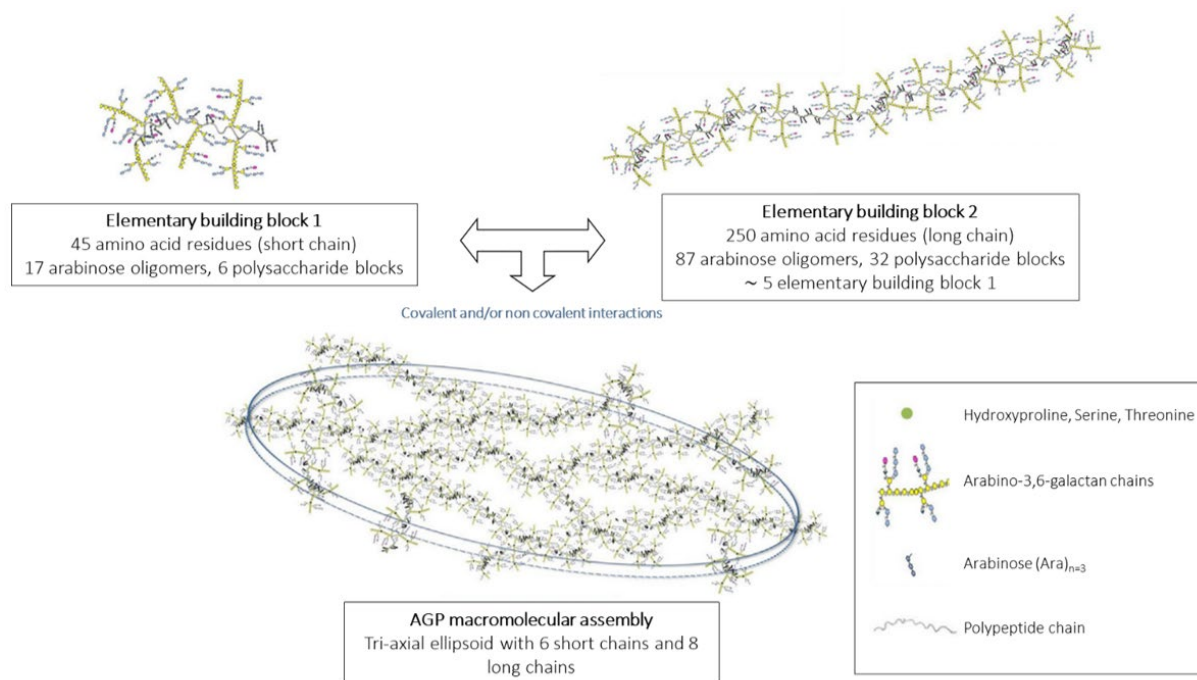 Elementary building block 1
45 amino acid residues (short chain)
17 arabinose oligomers, 6 polysaccharide blocks
Elementary building block 2
250 amino acid residues (long chain)
87 arabinose oligomers, 32 polysaccharide blocks
~ 5 elementary building block 1
Covalent and/or non covalent interactions
AGP macromolecular assembly
Tri-axial ellipsoid with 6 short chains and 8
long chains
Hydroxyproline, Serine, Threonine
Arabino-3,6-galactan chains
Arabinose (Ara)n=3
Polypeptide chain